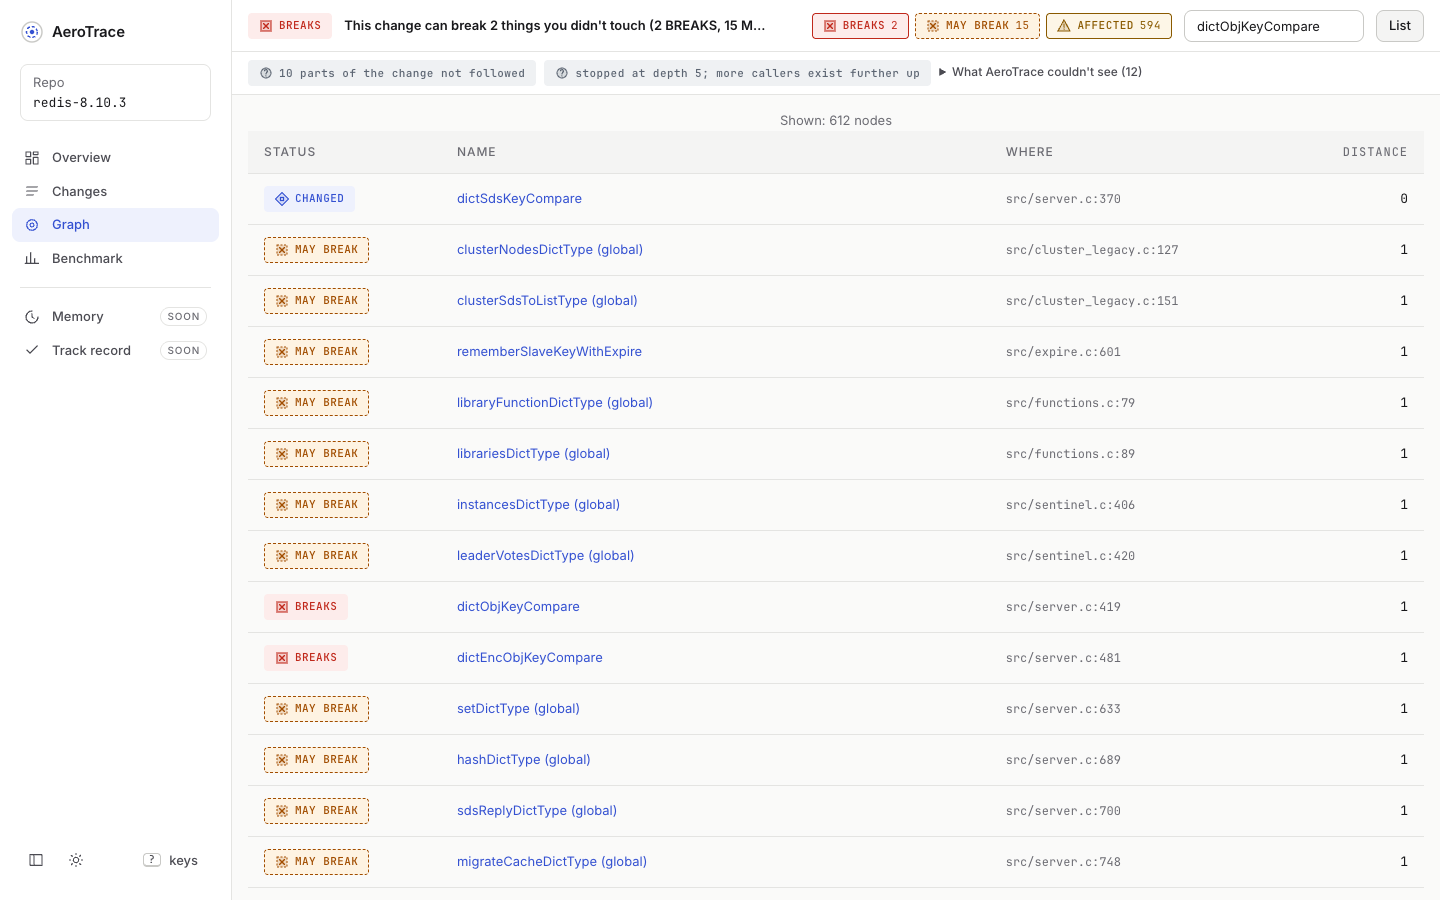 AeroTrace
Repo
redis-8.10.3
Overview
Changes
Graph
Benchmark
Memory SOON
Track record SOON
? keys
BREAKS This change can break 2 things you didn't touch (2 BREAKS, 15 M… BREAKS 2 MAY BREAK 15 AFFECTED 594 dictObjKeyCompare List
10 parts of the change not followed stopped at depth 5; more callers exist further up What AeroTrace couldn't see (12)
Shown: 612 nodes
STATUS NAME WHERE DISTANCE
CHANGED dictSdsKeyCompare src/server.c:370 0
MAY BREAK clusterNodesDictType (global) src/cluster_legacy.c:127 1
MAY BREAK clusterSdsToListType (global) src/cluster_legacy.c:151 1
MAY BREAK rememberSlaveKeyWithExpire src/expire.c:601 1
MAY BREAK libraryFunctionDictType (global) src/functions.c:79 1
MAY BREAK librariesDictType (global) src/functions.c:89 1
MAY BREAK instancesDictType (global) src/sentinel.c:406 1
MAY BREAK leaderVotesDictType (global) src/sentinel.c:420 1
BREAKS dictObjKeyCompare src/server.c:419 1
BREAKS dictEncObjKeyCompare src/server.c:481 1
MAY BREAK setDictType (global) src/server.c:633 1
MAY BREAK hashDictType (global) src/server.c:689 1
MAY BREAK sdsReplyDictType (global) src/server.c:700 1
MAY BREAK migrateCacheDictType (global) src/server.c:748 1